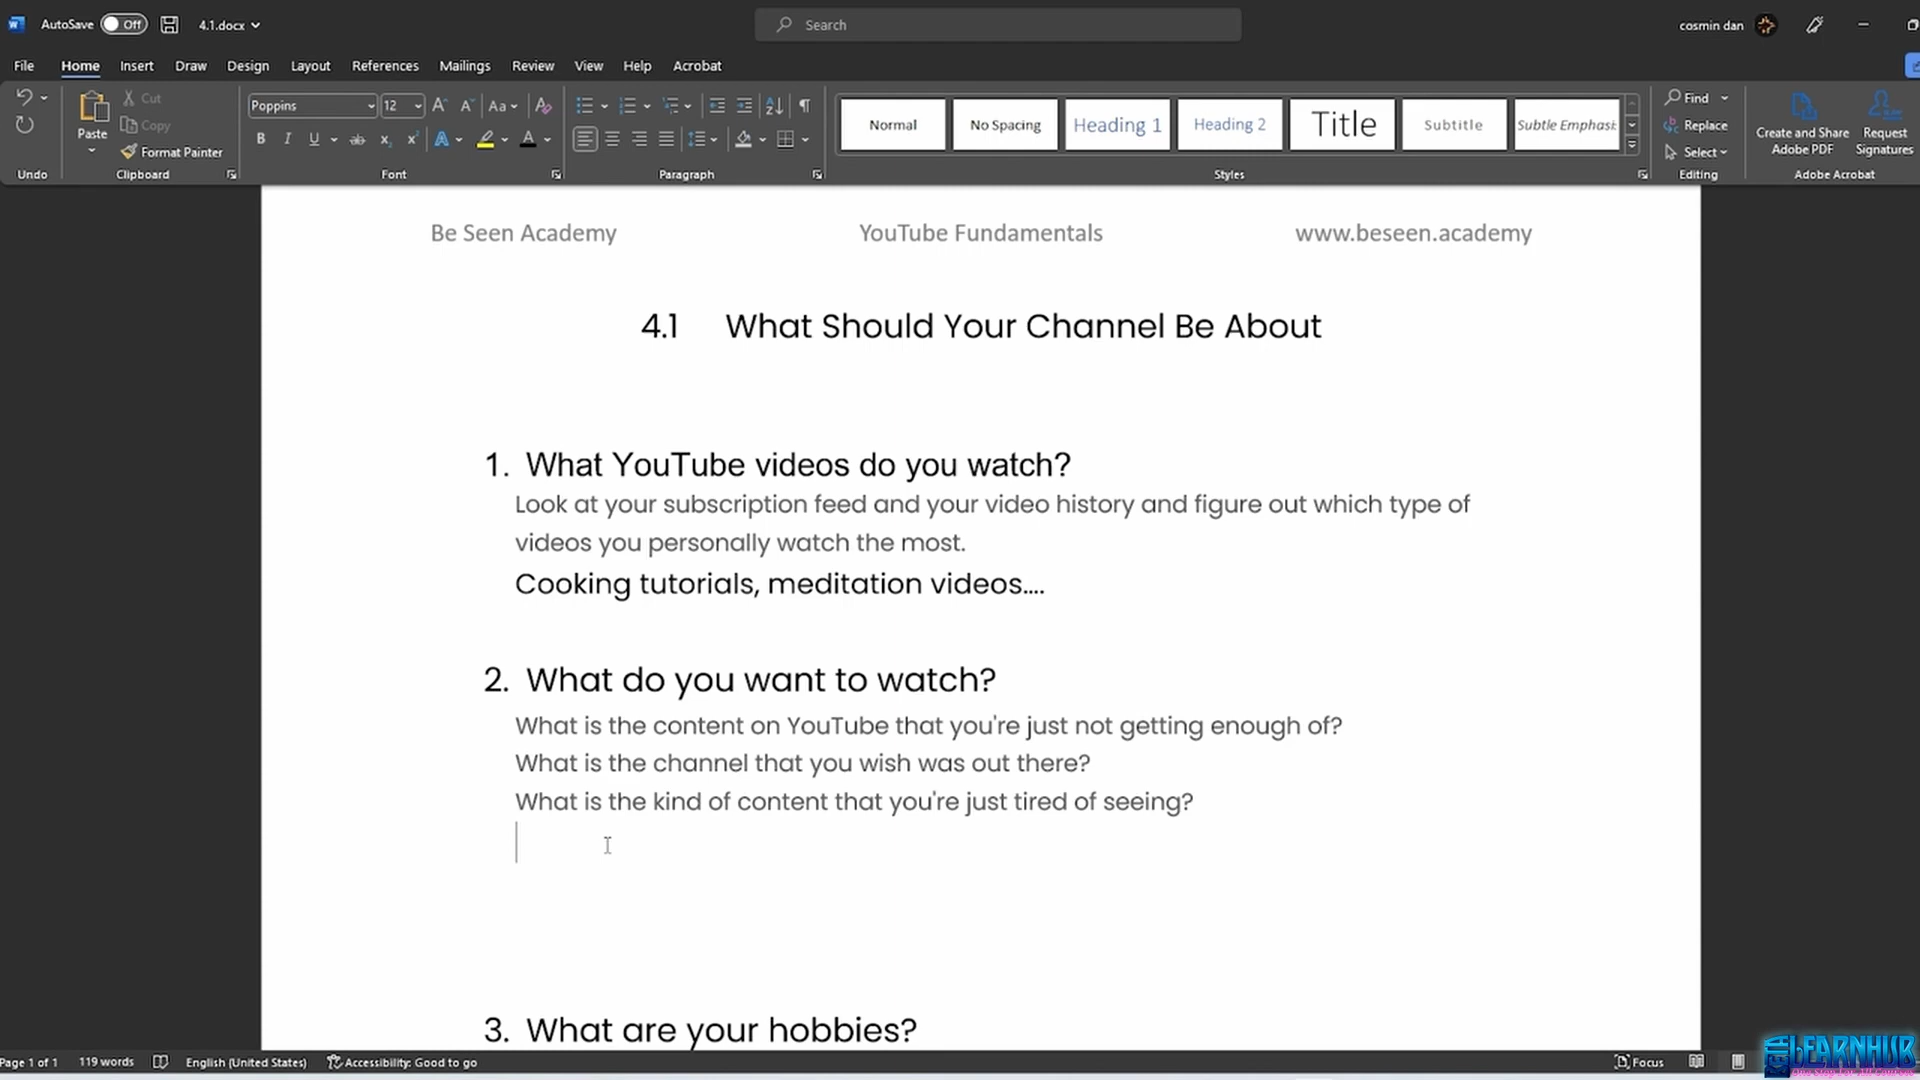 AutoSave Off 4.1.docx Search cosmin dan
File Home Insert Draw Design Layout References Mailings Review View Help Acrobat
Poppins 12 Aa
Paste Cut Copy Format Painter
B I U ab x₂ x² A A
Normal No Spacing Heading 1 Heading 2 Title Subtitle Subtle Emphasi:
Find Replace Select
Create and Share Adobe PDF Request Signatures
Undo Clipboard Font Paragraph Styles Editing Adobe Acrobat
Be Seen Academy YouTube Fundamentals www.beseen.academy
4.1 What Should Your Channel Be About
1. What YouTube videos do you watch?
Look at your subscription feed and your video history and figure out which type of
videos you personally watch the most.
Cooking tutorials, meditation videos....
2. What do you want to watch?
What is the content on YouTube that you're just not getting enough of?
What is the channel that you wish was out there?
What is the kind of content that you're just tired of seeing?
3. What are your hobbies?
Page 1 of 1 119 words English (United States) Accessibility: Good to go Focus
LEARNHUB